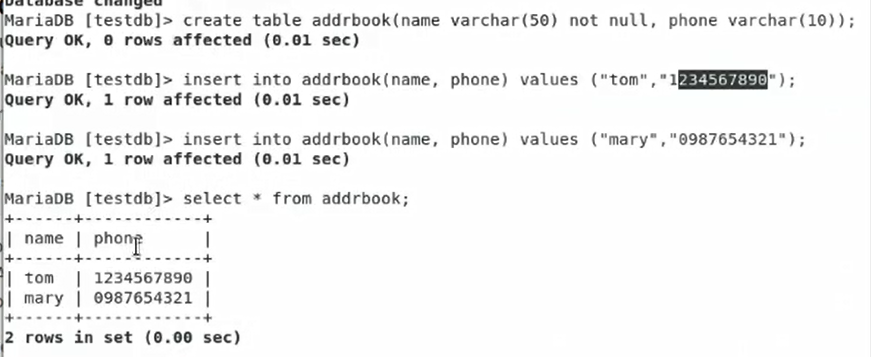 Database changed
MariaDB [testdb]> create table addrbook(name varchar(50) not null, phone varchar(10));
Query OK, 0 rows affected (0.01 sec)
MariaDB [testdb]> insert into addrbook(name, phone) values ("tom","1234567890");
Query OK, 1 row affected (0.01 sec)
MariaDB [testdb]> insert into addrbook(name, phone) values ("mary","0987654321");
Query OK, 1 row affected (0.01 sec)
MariaDB [testdb]> select * from addrbook;
+------+------------+
| name | phone      |
+------+------------+
| tom  | 1234567890 |
| mary | 0987654321 |
+------+------------+
2 rows in set (0.00 sec)